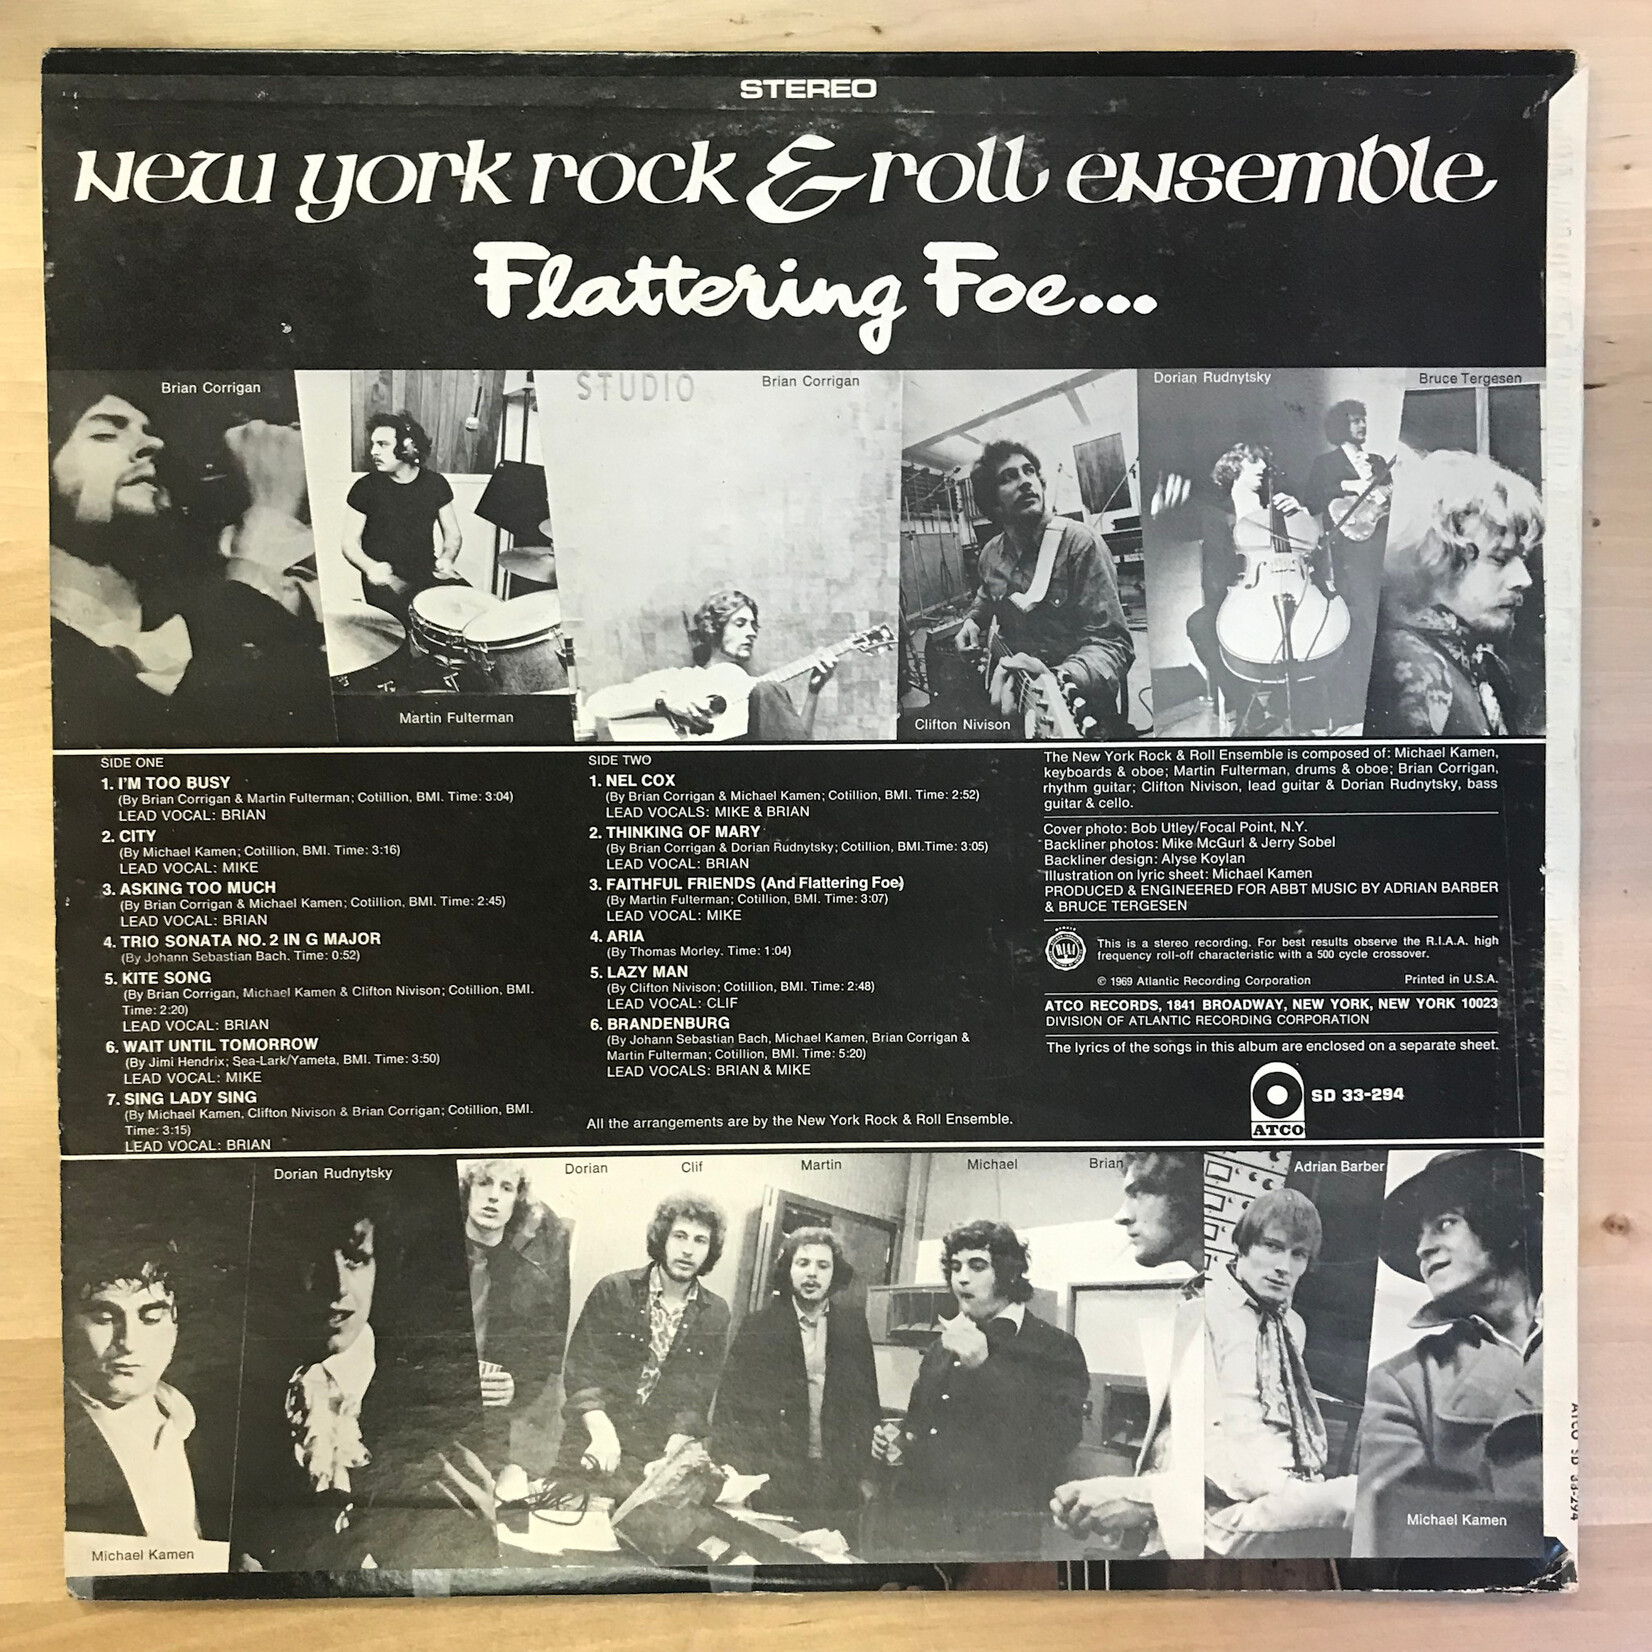 STEREO
New York rock & roll ensemble
Flattering Foe...
Brian Corrigan
STUDIO
Brian Corrigan
Dorian Rudnytsky
Bruce Tergesen
Martin Fulterman
Clifton Nivison
SIDE ONE
1. I'M TOO BUSY
(By Brian Corrigan & Martin Fulterman; Cotillion, BMI. Time: 3:04)
LEAD VOCAL: BRIAN
2. CITY
(By Michael Kamen; Cotillion, BMI. Time: 3:16)
LEAD VOCAL: MIKE
3. ASKING TOO MUCH
(By Brian Corrigan & Michael Kamen; Cotillion, BMI. Time: 2:45)
LEAD VOCAL: BRIAN
4. TRIO SONATA NO. 2 IN G MAJOR
(By Johann Sebastian Bach. Time: 0:52)
5. KITE SONG
(By Brian Corrigan, Michael Kamen & Clifton Nivison; Cotillion, BMI.
Time: 2:20)
LEAD VOCAL: BRIAN
6. WAIT UNTIL TOMORROW
(By Jimi Hendrix; Sea-Lark/Yameta, BMI. Time: 3:50)
LEAD VOCAL: MIKE
7. SING LADY SING
(By Michael Kamen, Clifton Nivison & Brian Corrigan; Cotillion, BMI.
Time: 3:15)
LEAD VOCAL: BRIAN
SIDE TWO
1. NEL COX
(By Brian Corrigan & Michael Kamen; Cotillion, BMI. Time: 2:52)
LEAD VOCALS: MIKE & BRIAN
2. THINKING OF MARY
(By Brian Corrigan & Dorian Rudnytsky; Cotillion, BMI.Time: 3:05)
LEAD VOCAL: BRIAN
3. FAITHFUL FRIENDS (And Flattering Foe)
(By Martin Fulterman; Cotillion, BMI. Time: 3:07)
LEAD VOCAL: MIKE
4. ARIA
(By Thomas Morley. Time: 1:04)
5. LAZY MAN
(By Clifton Nivison; Cotillion, BMI. Time: 2:48)
LEAD VOCAL: CLIF
6. BRANDENBURG
(By Johann Sebastian Bach, Michael Kamen, Brian Corrigan &
Martin Fulterman; Cotillion, BMI. Time: 5:20)
LEAD VOCALS: BRIAN & MIKE
All the arrangements are by the New York Rock & Roll Ensemble.
The New York Rock & Roll Ensemble is composed of: Michael Kamen,
keyboards & oboe; Martin Fulterman, drums & oboe; Brian Corrigan,
rhythm guitar; Clifton Nivison, lead guitar & Dorian Rudnytsky, bass
guitar & cello.
Cover photo: Bob Utley/Focal Point, N.Y.
Backliner photos: Mike McGurl & Jerry Sobel
Backliner design: Alyse Koylan
Illustration on lyric sheet: Michael Kamen
PRODUCED & ENGINEERED FOR ABBT MUSIC BY ADRIAN BARBER
& BRUCE TERGESEN
This is a stereo recording. For best results observe the R.I.A.A. high
frequency roll-off characteristic with a 500 cycle crossover.
© 1969 Atlantic Recording Corporation Printed in U.S.A.
ATCO RECORDS, 1841 BROADWAY, NEW YORK, NEW YORK 10023
DIVISION OF ATLANTIC RECORDING CORPORATION
The lyrics of the songs in this album are enclosed on a separate sheet.
SD 33-294
ATCO
Dorian Rudnytsky
Dorian
Clif
Martin
Michael
Brian
Adrian Barber
Michael Kamen
Michael Kamen
ATCO SD 33-294